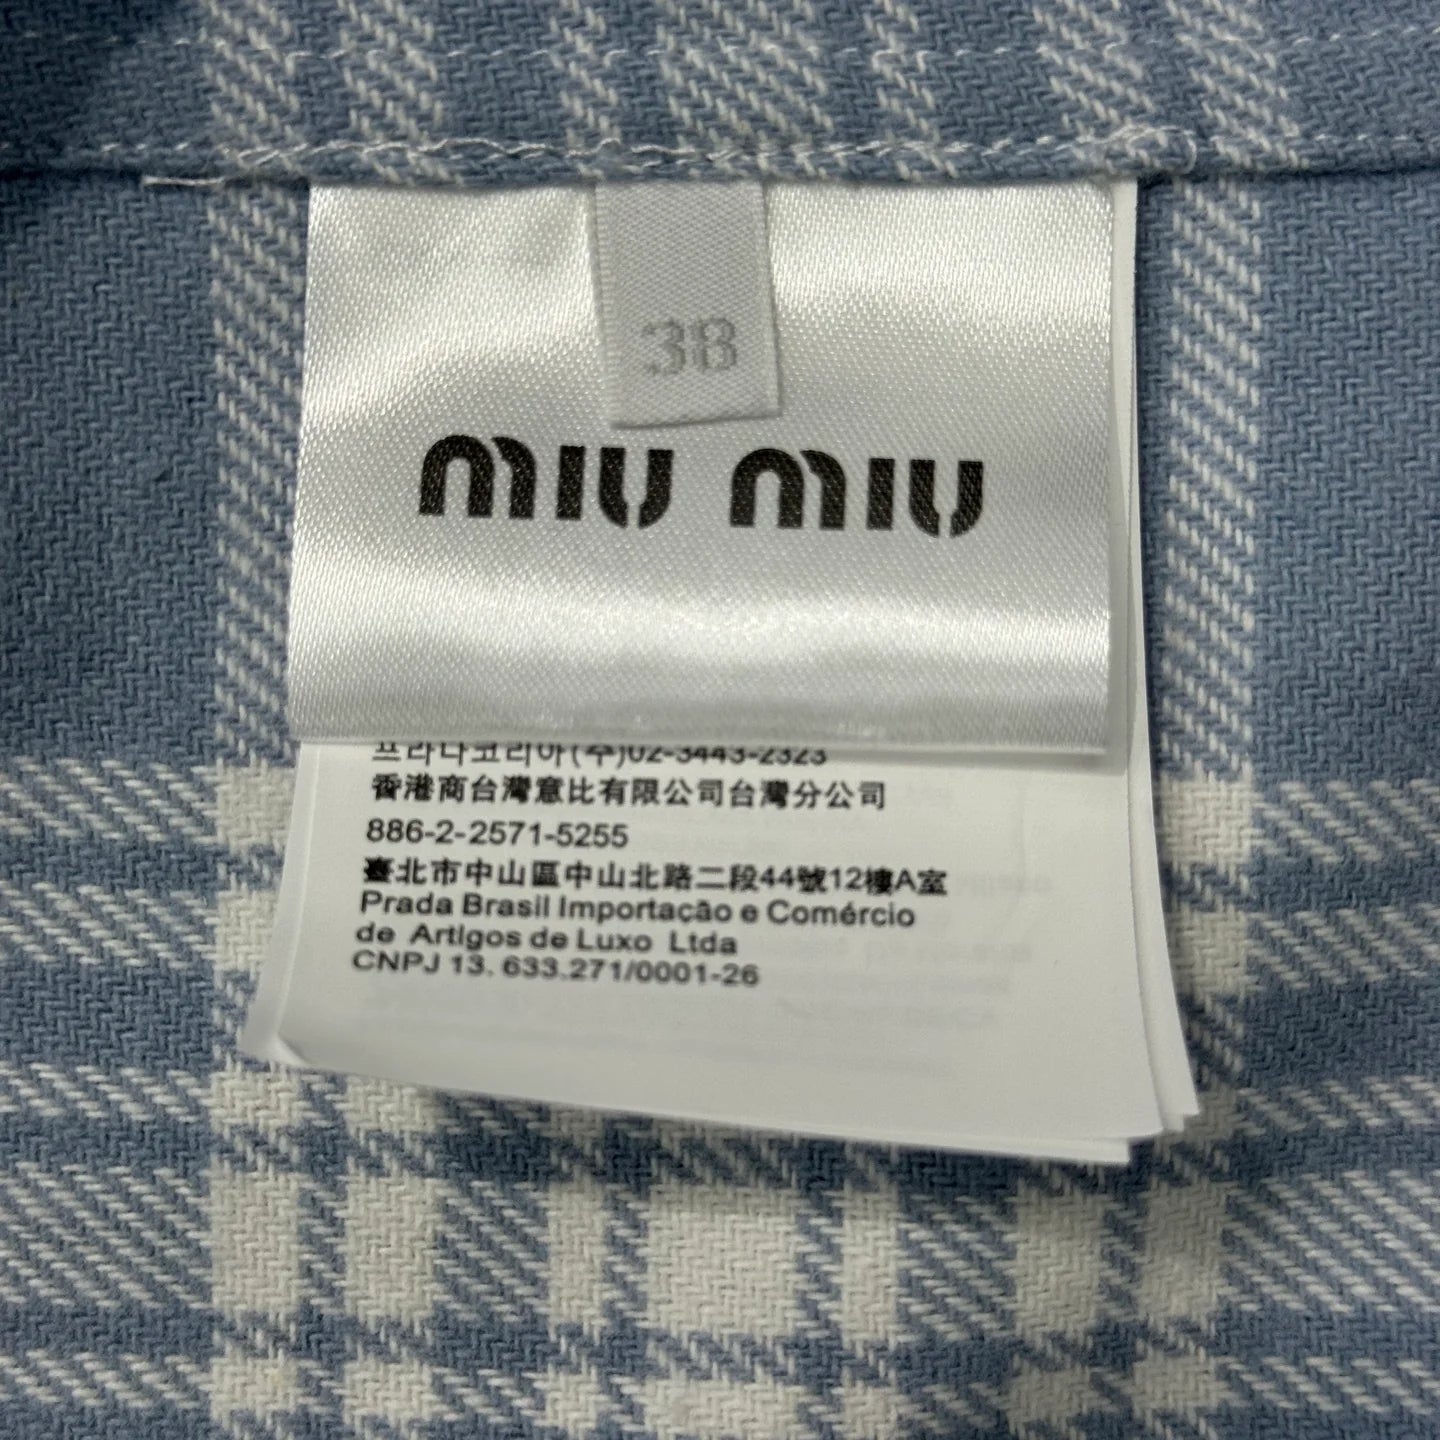 38
miu miu
프라다코리아(주)02-3443-2323
香港商台灣意比有限公司台灣分公司
886-2-2571-5255
臺北市中山區中山北路二段44號12樓A室
Prada Brasil Importação e Comércio
de Artigos de Luxo Ltda
CNPJ 13. 633.271/0001-26